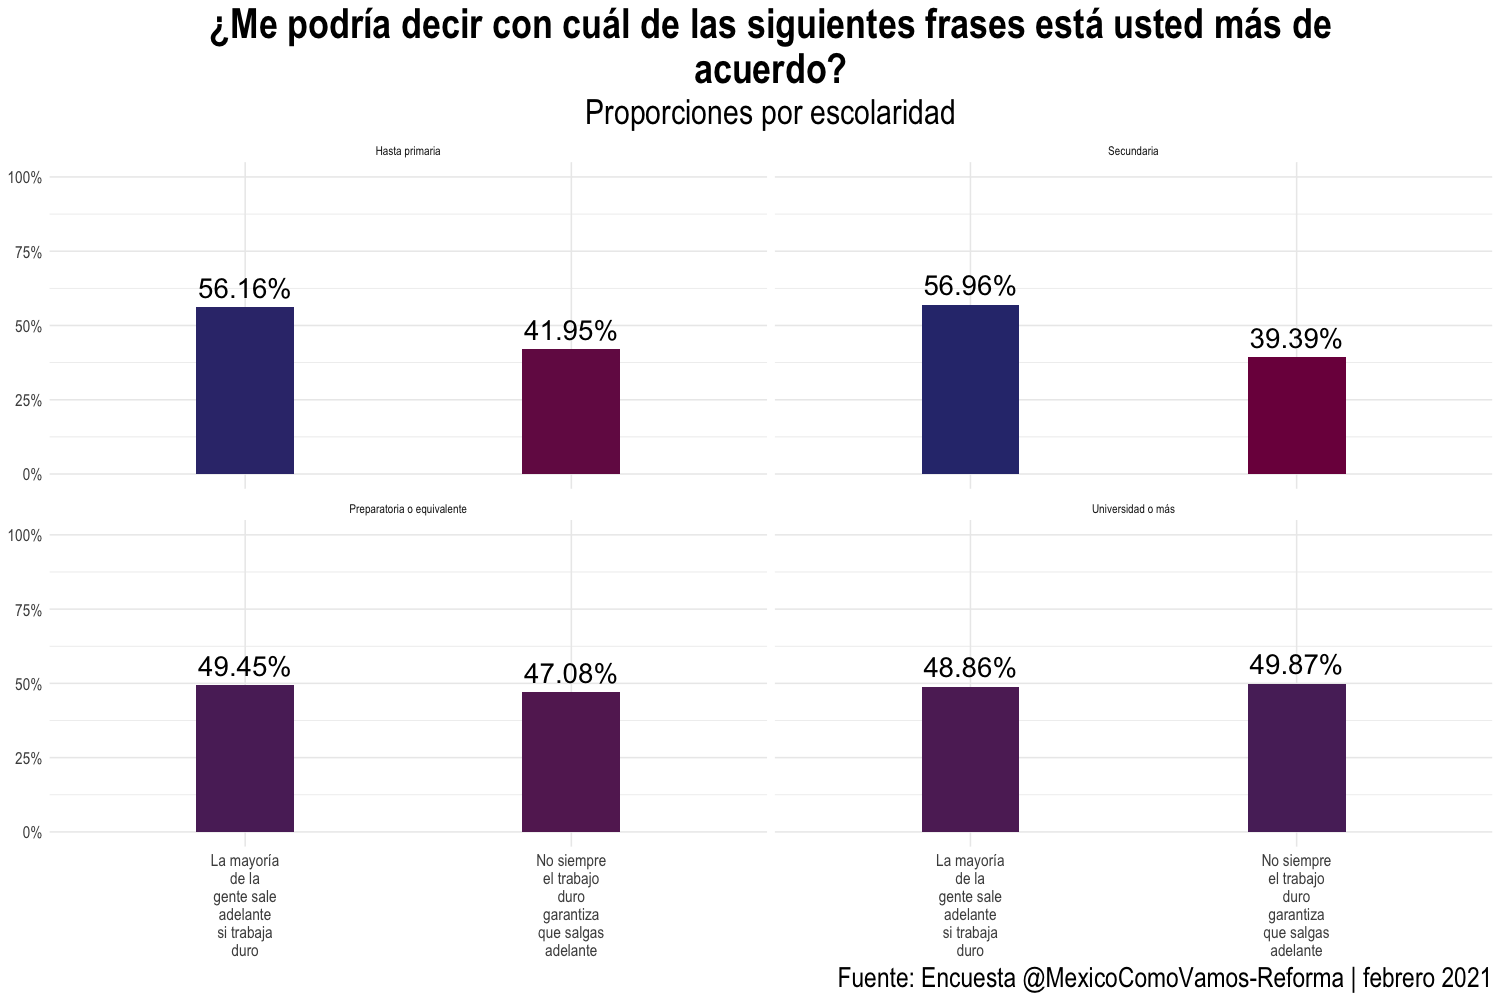 ¿Me podría decir con cuál de las siguientes frases está usted más de
acuerdo?
Proporciones por escolaridad
Hasta primaria
Secundaria
100%
75%
50%
25%
0%
56.16%
41.95%
56.96%
39.39%
Preparatoria o equivalente
Universidad o más
100%
75%
50%
25%
0%
49.45%
47.08%
48.86%
49.87%
La mayoría
de la
gente sale
adelante
si trabaja
duro
No siempre
el trabajo
duro
garantiza
que salgas
adelante
La mayoría
de la
gente sale
adelante
si trabaja
duro
No siempre
el trabajo
duro
garantiza
que salgas
adelante
Fuente: Encuesta @MexicoComoVamos-Reforma | febrero 2021